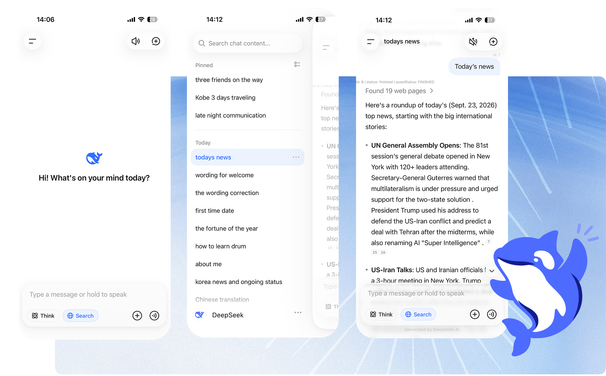 14:06
Hi! What's on your mind today?
Type a message or hold to speak
Think
Search
14:12
Search chat content...
Pinned
three friends on the way
Kobe 3 days traveling
late night communication
Today
todays news
wording for welcome
the wording correction
first time date
the fortune of the year
how to learn drum
about me
korea news and ongoing status
Chinese translation
DeepSeek
14:12
todays news
Today's news
Found 19 web pages
Here's a roundup of today's (Sept. 23, 2026)
top news, starting with the big international
stories:
UN General Assembly Opens: The 81st
session's general debate opened in New
York with 120+ leaders attending.
Secretary-General Guterres warned that
multilateralism is under pressure and urged
support for the two-state solution .
President Trump used his address to
defend the US-Iran conflict and predict a
deal with Tehran after the midterms, while
also renaming AI "Super Intelligence" .
US-Iran Talks: US and Iranian officials
a 3-hour meeting in New York. Trump
Type a message or hold to speak
Think
Search